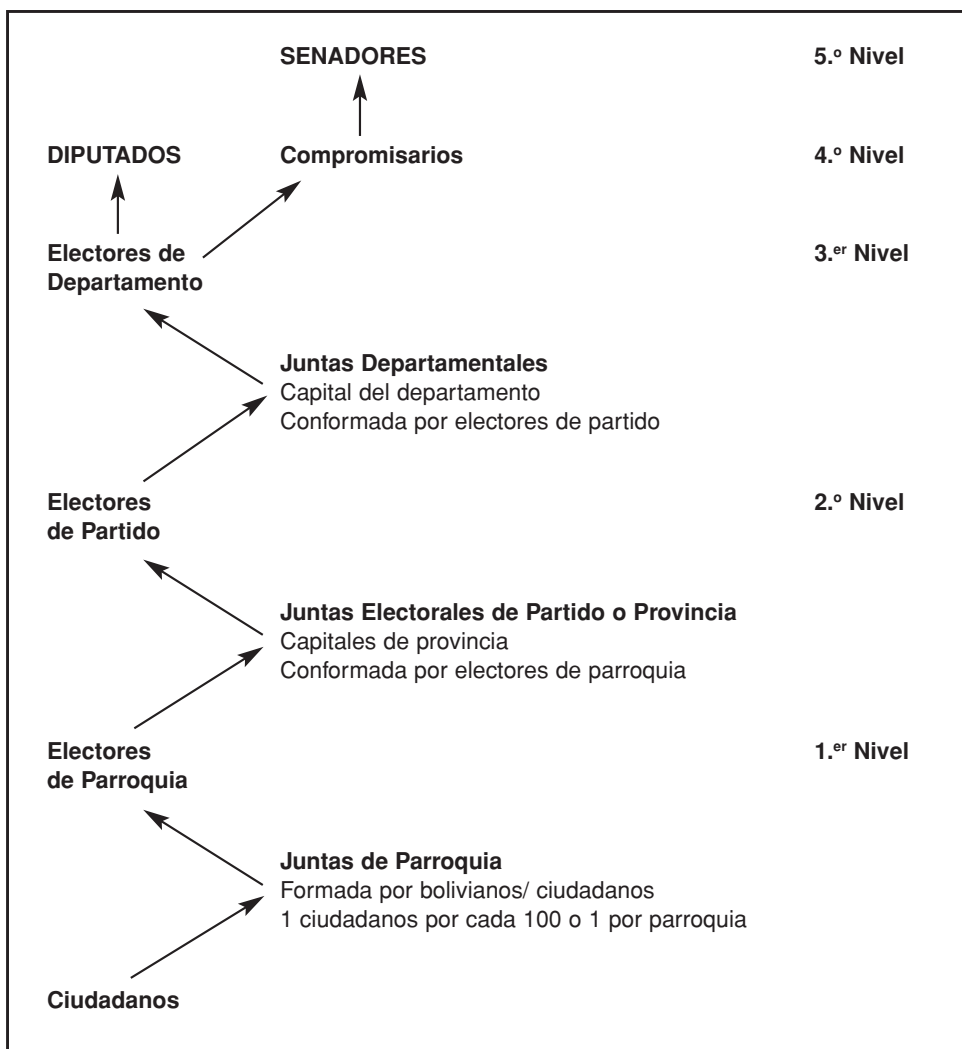 SENADORES 5.º Nivel
DIPUTADOS Compromisarios 4.º Nivel
Electores de 3.er Nivel
Departamento
Juntas Departamentales
Capital del departamento
Conformada por electores de partido
Electores 2.º Nivel
de Partido
Juntas Electorales de Partido o Provincia
Capitales de provincia
Conformada por electores de parroquia
Electores 1.er Nivel
de Parroquia
Juntas de Parroquia
Formada por bolivianos/ ciudadanos
1 ciudadanos por cada 100 o 1 por parroquia
Ciudadanos